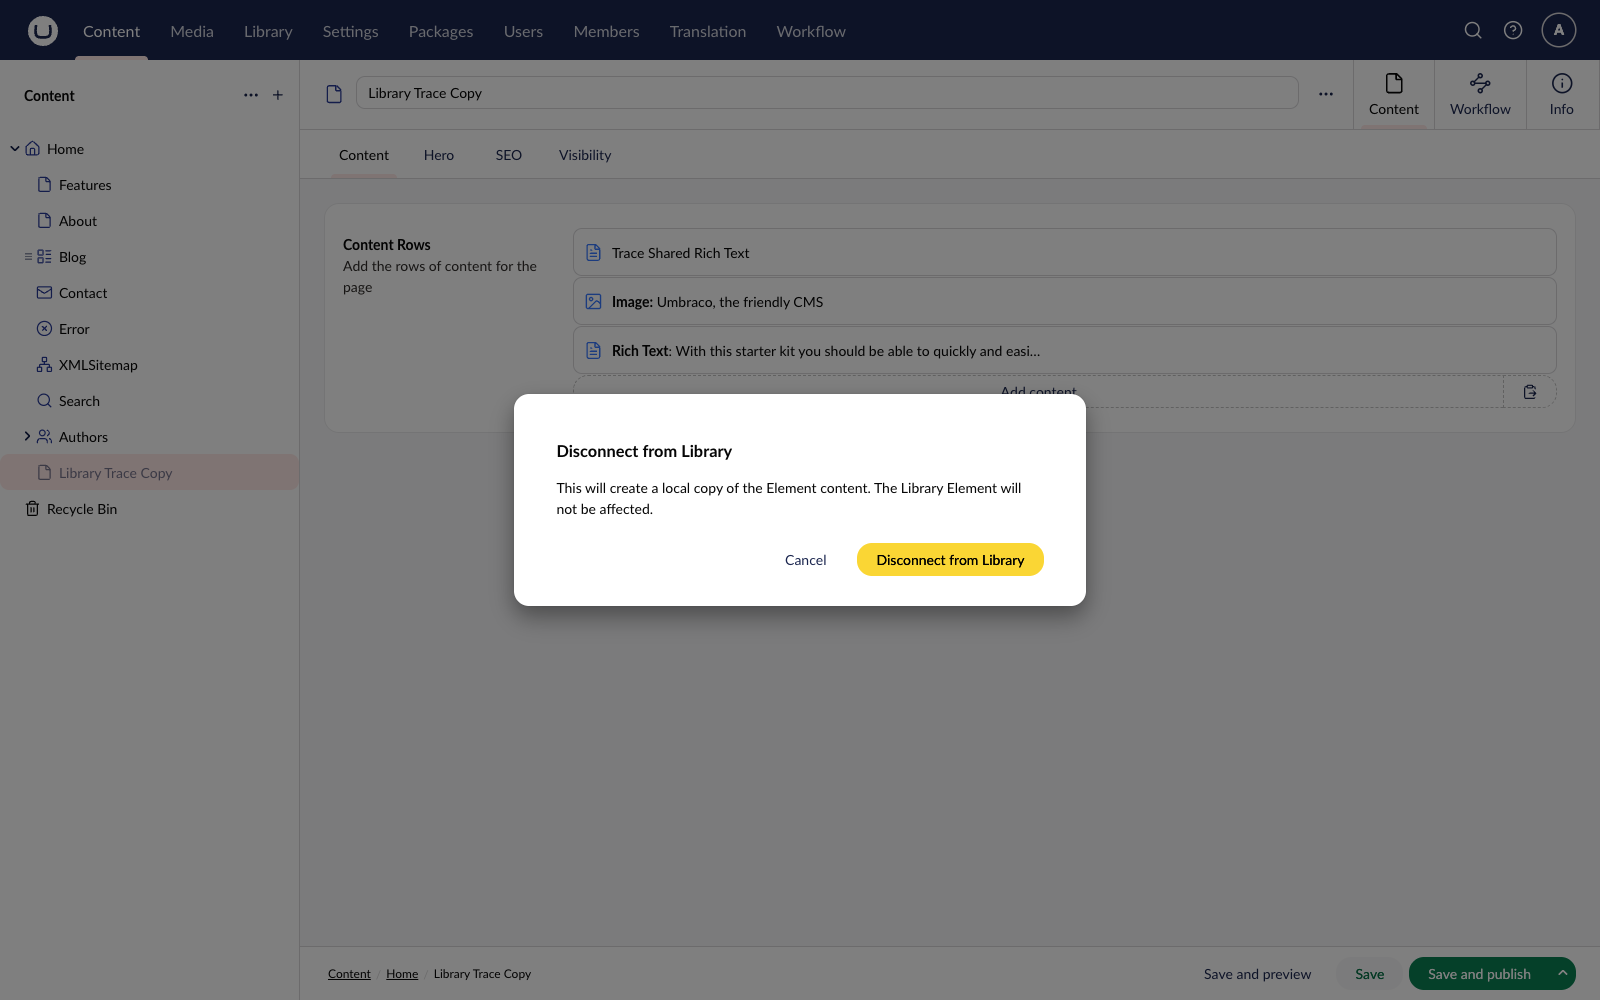 Content Media Library Settings Packages Users Members Translation Workflow A
Content
Home
Features
About
Blog
Contact
Error
XMLSitemap
Search
Authors
Library Trace Copy
Recycle Bin
Library Trace Copy
Content Workflow Info
Content Hero SEO Visibility
Content Rows
Add the rows of content for the
page
Trace Shared Rich Text
Image: Umbraco, the friendly CMS
Rich Text: With this starter kit you should be able to quickly and easi...
Add content
Disconnect from Library
This will create a local copy of the Element content. The Library Element will
not be affected.
Cancel Disconnect from Library
Content / Home / Library Trace Copy
Save and preview Save Save and publish